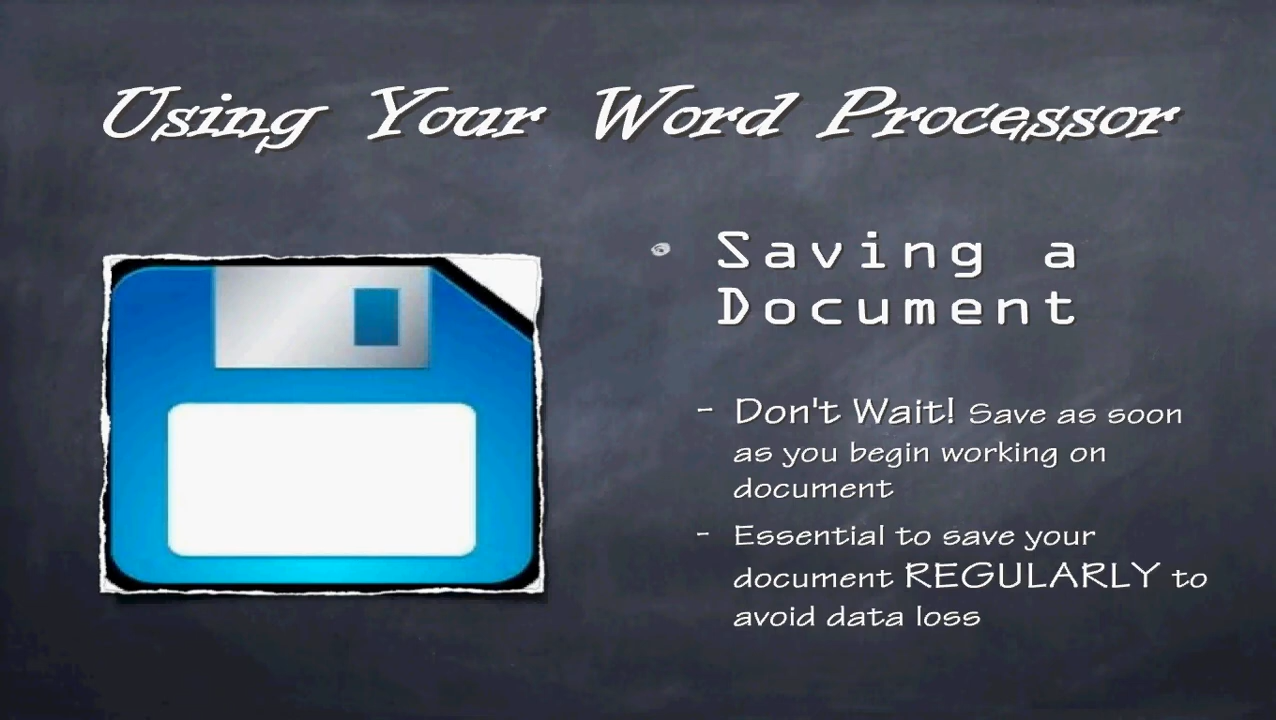 Using Your Word Processor
Saving a
Document
- Don't Wait! Save as soon
as you begin working on
document
- Essential to save your
document REGULARLY to
avoid data loss